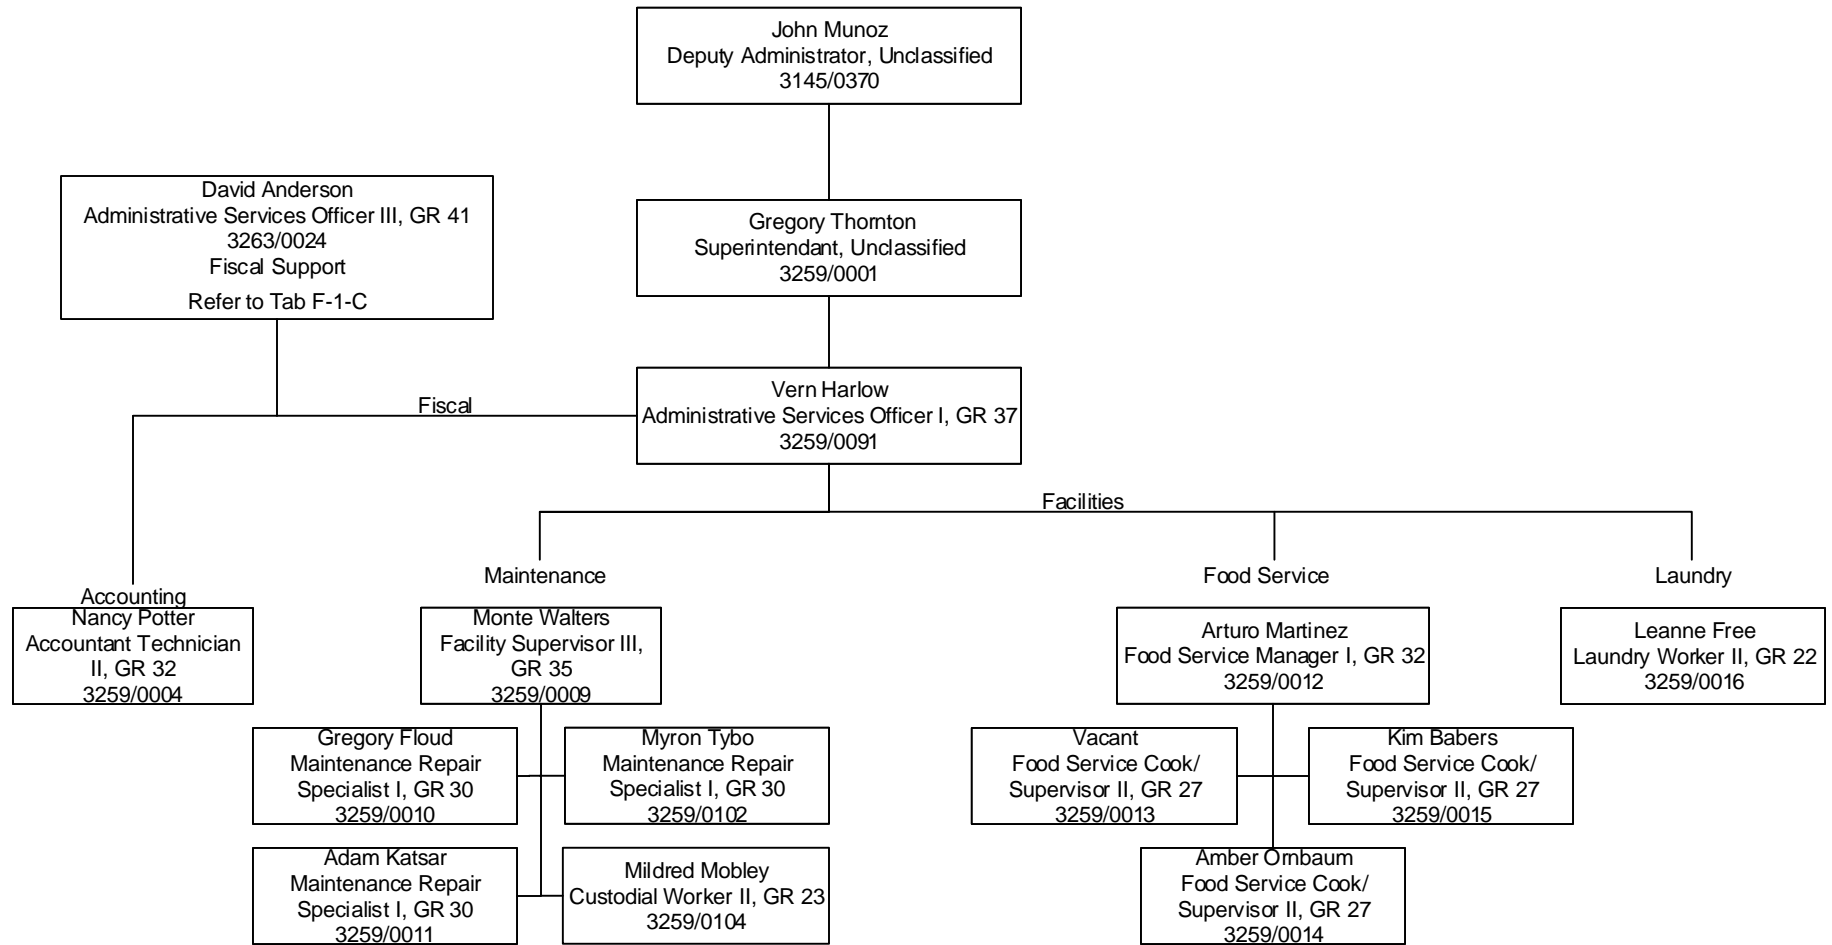 John Munoz
Deputy Administrator, Unclassified
3145/0370
David Anderson
Administrative Services Officer III, GR 41
3263/0024
Fiscal Support
Refer to Tab F-1-C
Gregory Thornton
Superintendant, Unclassified
3259/0001
Vern Harlow
Administrative Services Officer I, GR 37
3259/0091
Fiscal
Facilities
Accounting
Nancy Potter
Accountant Technician
II, GR 32
3259/0004
Maintenance
Monte Walters
Facility Supervisor III,
GR 35
3259/0009
Gregory Floud
Maintenance Repair
Specialist I, GR 30
3259/0010
Myron Tybo
Maintenance Repair
Specialist I, GR 30
3259/0102
Adam Katsar
Maintenance Repair
Specialist I, GR 30
3259/0011
Mildred Mobley
Custodial Worker II, GR 23
3259/0104
Food Service
Arturo Martinez
Food Service Manager I, GR 32
3259/0012
Vacant
Food Service Cook/
Supervisor II, GR 27
3259/0013
Kim Babers
Food Service Cook/
Supervisor II, GR 27
3259/0015
Amber Ornbaum
Food Service Cook/
Supervisor II, GR 27
3259/0014
Laundry
Leanne Free
Laundry Worker II, GR 22
3259/0016